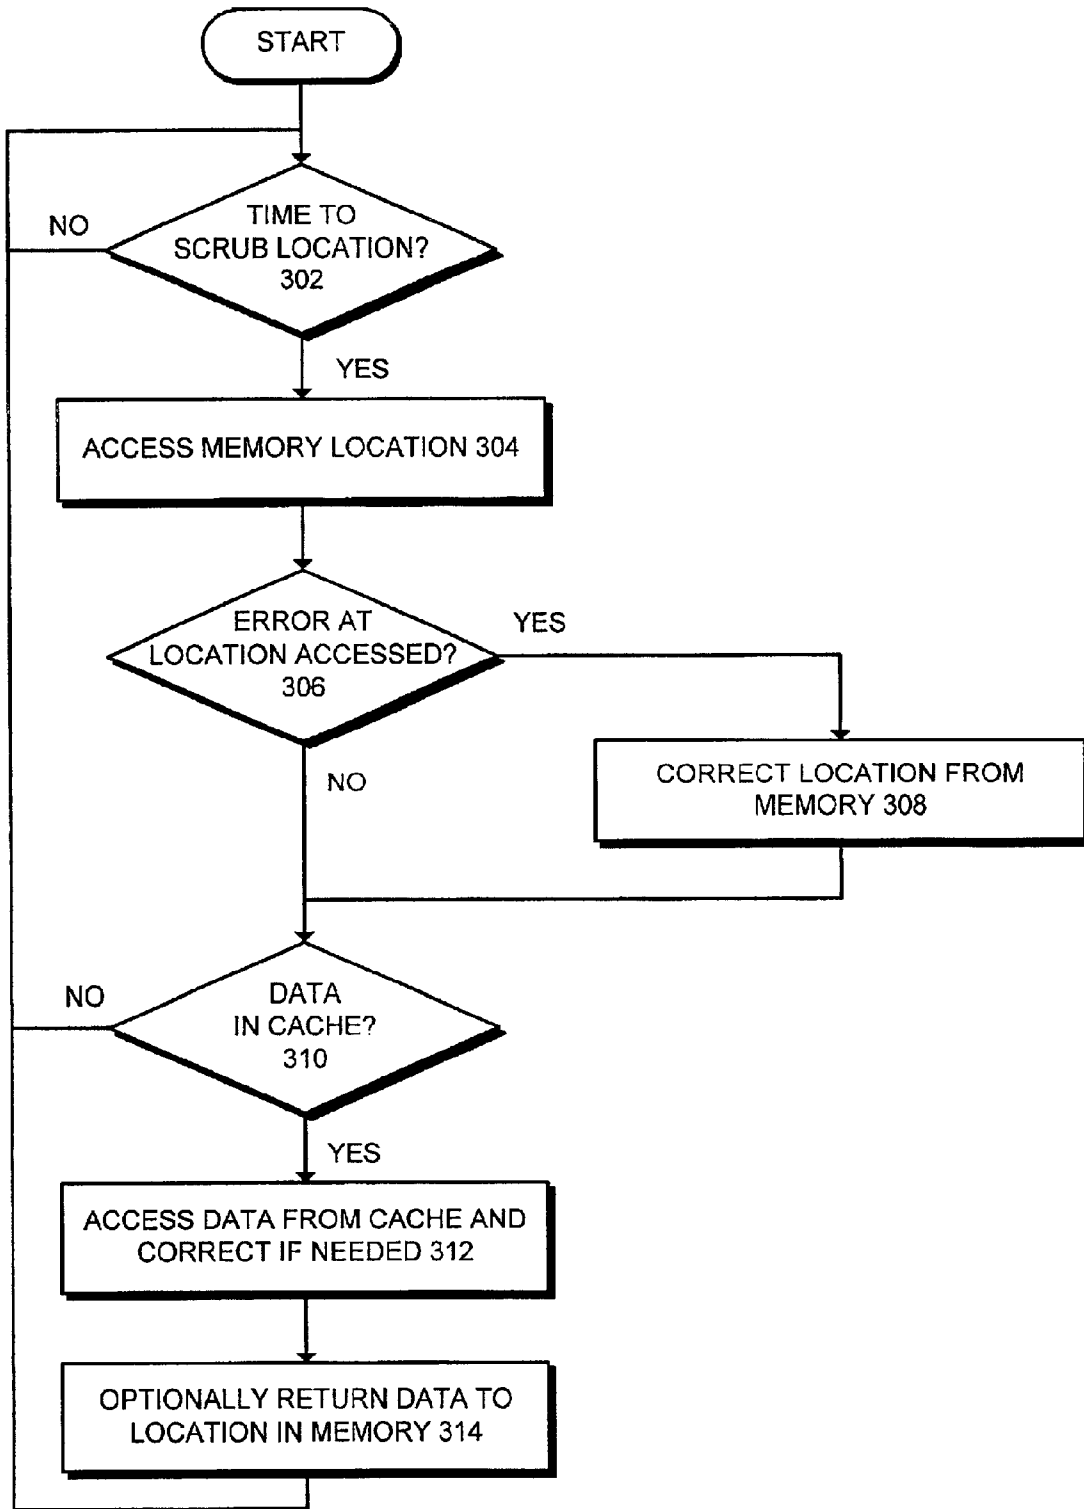 START
NO
TIME TO
SCRUB LOCATION?
302
YES
ACCESS MEMORY LOCATION 304
ERROR AT
LOCATION ACCESSED?
306
YES
NO
CORRECT LOCATION FROM
MEMORY 308
NO
DATA
IN CACHE?
310
YES
ACCESS DATA FROM CACHE AND
CORRECT IF NEEDED 312
OPTIONALLY RETURN DATA TO
LOCATION IN MEMORY 314